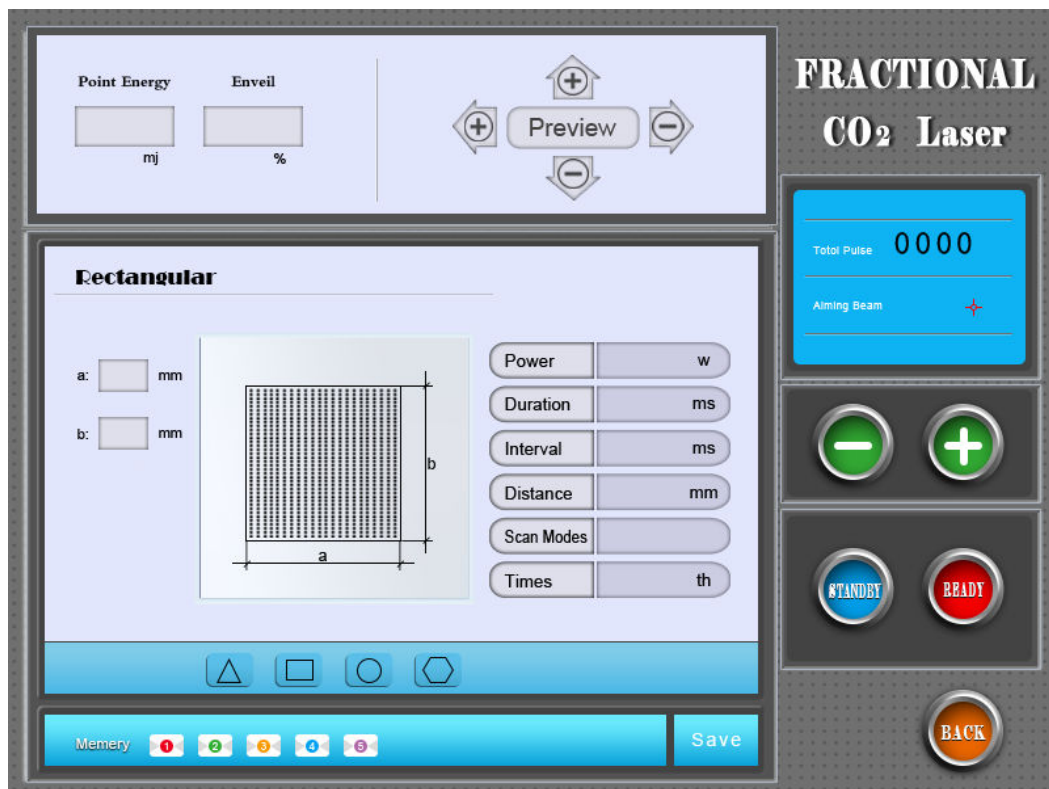 Point Energy
Enveil
mj
%
Preview
FRACTIONAL
CO2 Laser
Totol Pulse 0000
Aiming Beam
Rectangular
a: mm
b: mm
b
a
Power w
Duration ms
Interval ms
Distance mm
Scan Modes
Times th
STANDBY
READY
Memery 1 2 3 4 5
Save
BACK